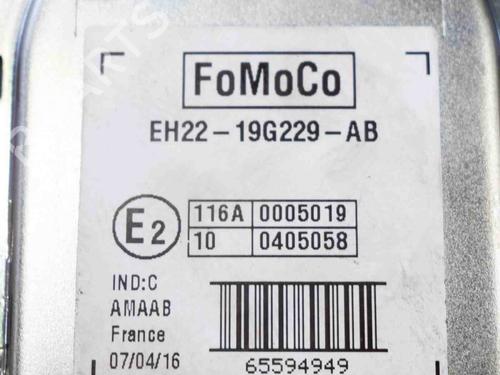 FoMoCo
EH22-19G229-AB
E2
116A 0005019
10 0405058
IND:C
AMAAB
France
07/04/16
65594949